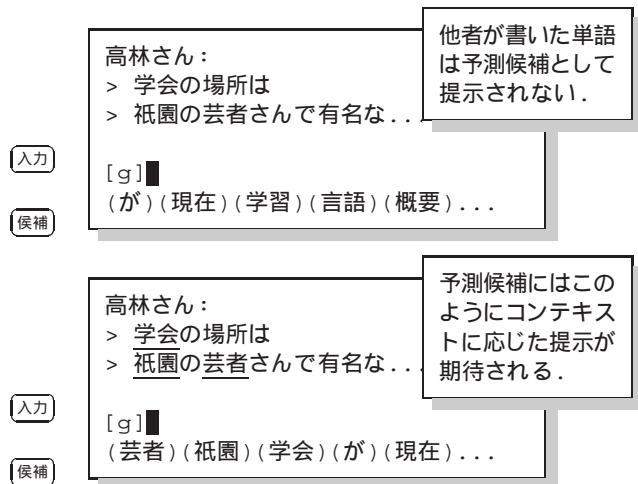 高林さん:
> 学会の場所は
> 祇園の芸者さんで有名な...
他者が書いた単語
は予測候補として
提示されない.
入力
[g]
候補
(が)(現在)(学習)(言語)(概要)...
高林さん:
> 学会の場所は
> 祇園の芸者さんで有名な...
予測候補にはこの
ようにコンテキス
トに応じた提示が
期待される.
入力
[g]
候補
(芸者)(祇園)(学会)(が)(現在)...